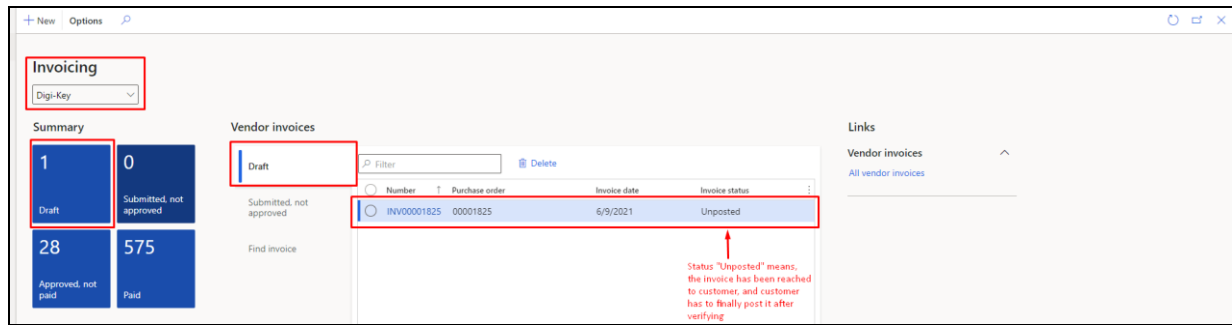 New Options
Invoicing
Digi-Key
Summary
1
Draft
0
Submitted, not
approved
28
Approved, not
paid
575
Paid
Vendor invoices
Draft
Submitted, not
approved
Find invoice
Filter
Delete
Number ↑ Purchase order Invoice date Invoice status
INV00001825 00001825 6/9/2021 Unposted
Status "Unposted" means,
the invoice has been reached
to customer, and customer
has to finally post it after
verifying
Links
Vendor invoices
All vendor invoices